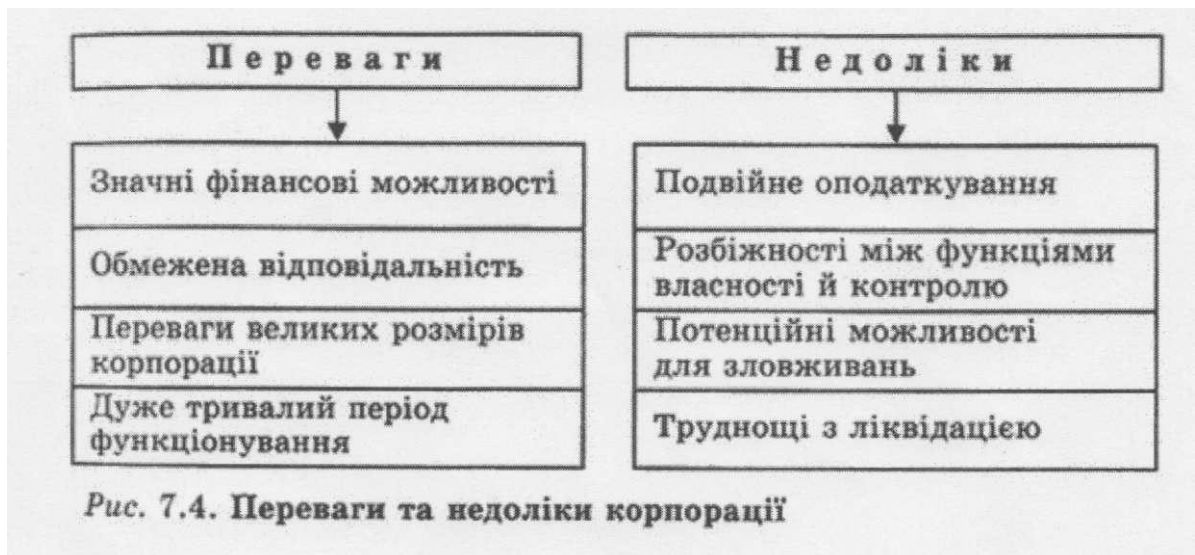 Переваги
Значні фінансові можливості
Обмежена відповідальність
Переваги великих розмірів
корпорації
Дуже тривалий період
функціонування
Недоліки
Подвійне оподаткування
Розбіжності між функціями
власності й контролю
Потенційні можливості
для зловживань
Труднощі з ліквідацією
Рис. 7.4. Переваги та недоліки корпорації